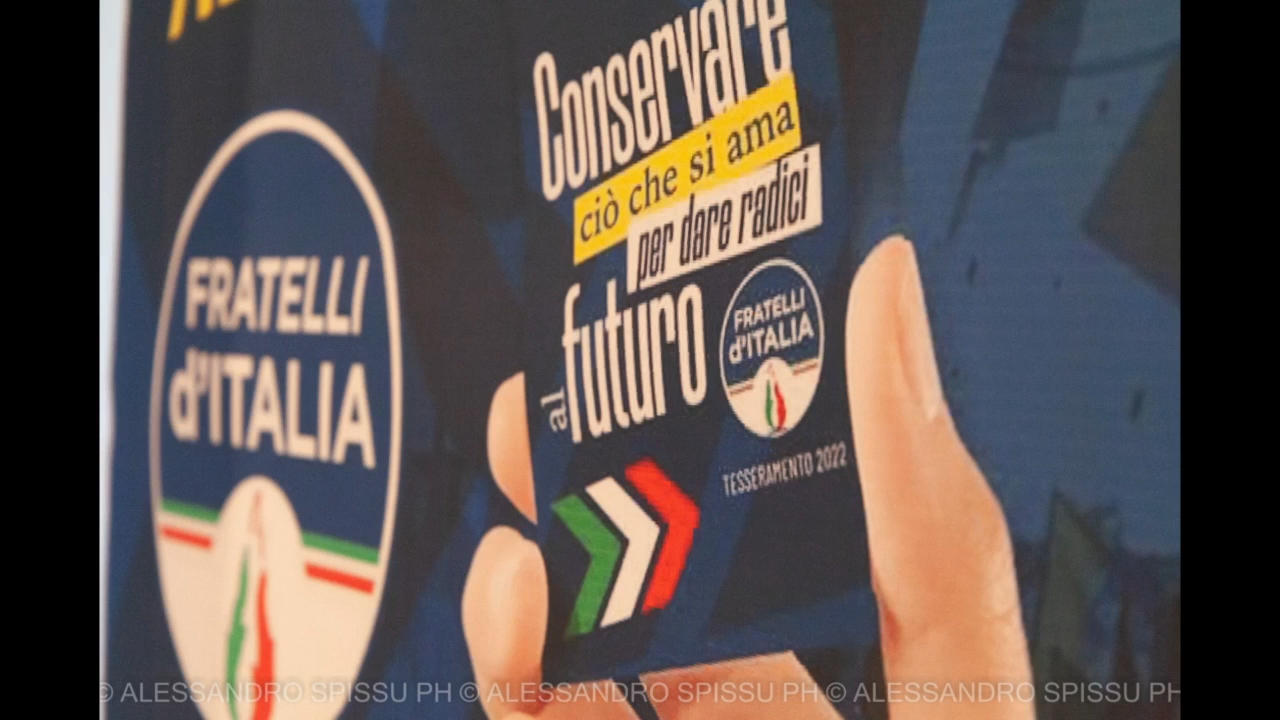 FRATELLI
d'ITALIA
Conservare
ciò che si ama
per dare radici
al futuro
FRATELLI
d'ITALIA
TESSERAMENTO 2022
© ALESSANDRO SPISSU PH © ALESSANDRO SPISSU PH © ALESSANDRO SPISSU PH